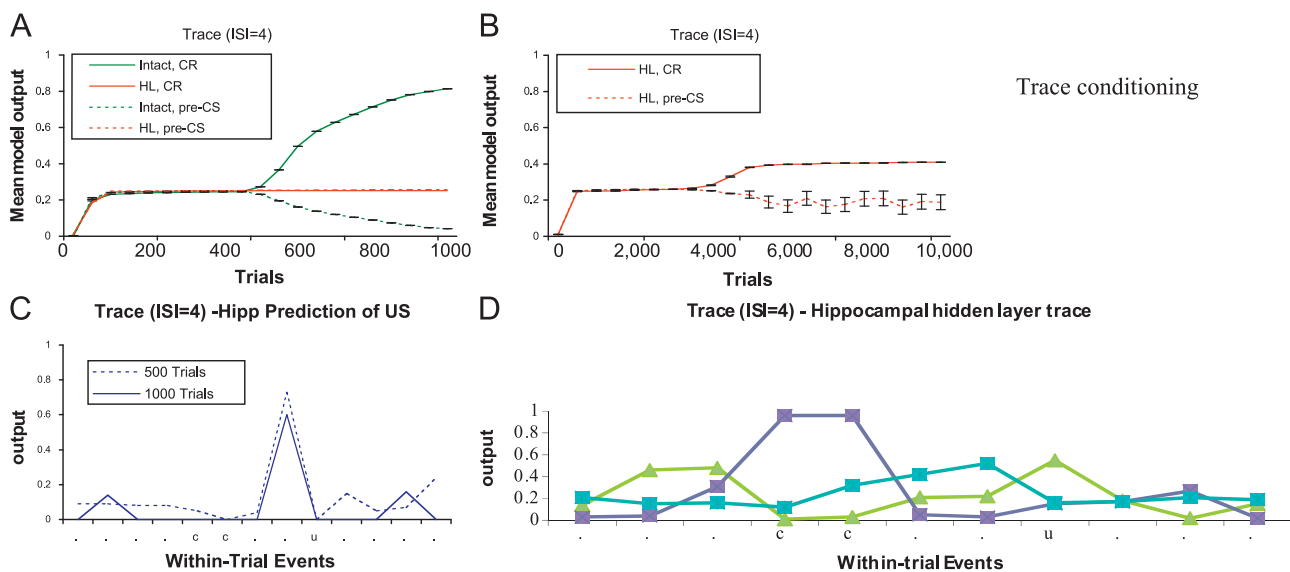 A
Trace (ISI=4)
Mean model output
1
0.8
0.6
0.4
0.2
0
Intact, CR
HL, CR
Intact, pre-CS
HL, pre-CS
0 200 400 600 800 1000
Trials
B
Trace (ISI=4)
Mean model output
1
0.8
0.6
0.4
0.2
0
HL, CR
HL, pre-CS
0 2,000 4,000 6,000 8,000 10,000
Trials
Trace conditioning
C
Trace (ISI=4) -Hipp Prediction of US
output
1
0.8
0.6
0.4
0.2
0
500 Trials
1000 Trials
. . . . c c . . u . . . .
Within-Trial Events
D
Trace (ISI=4) - Hippocampal hidden layer trace
output
1
0.8
0.6
0.4
0.2
0
. . . c c . . u . . .
Within-trial Events